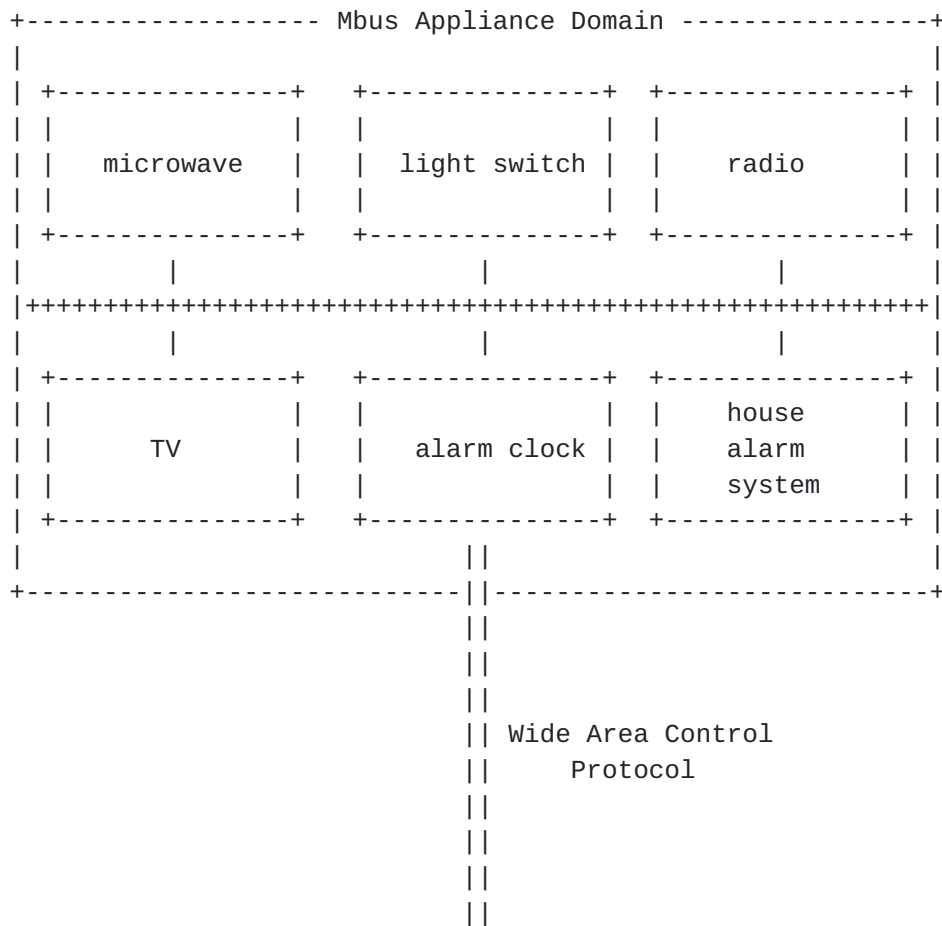 Mbus Appliance Domain
microwave light switch radio
house
TV alarm clock alarm
system
Wide Area Control
Protocol